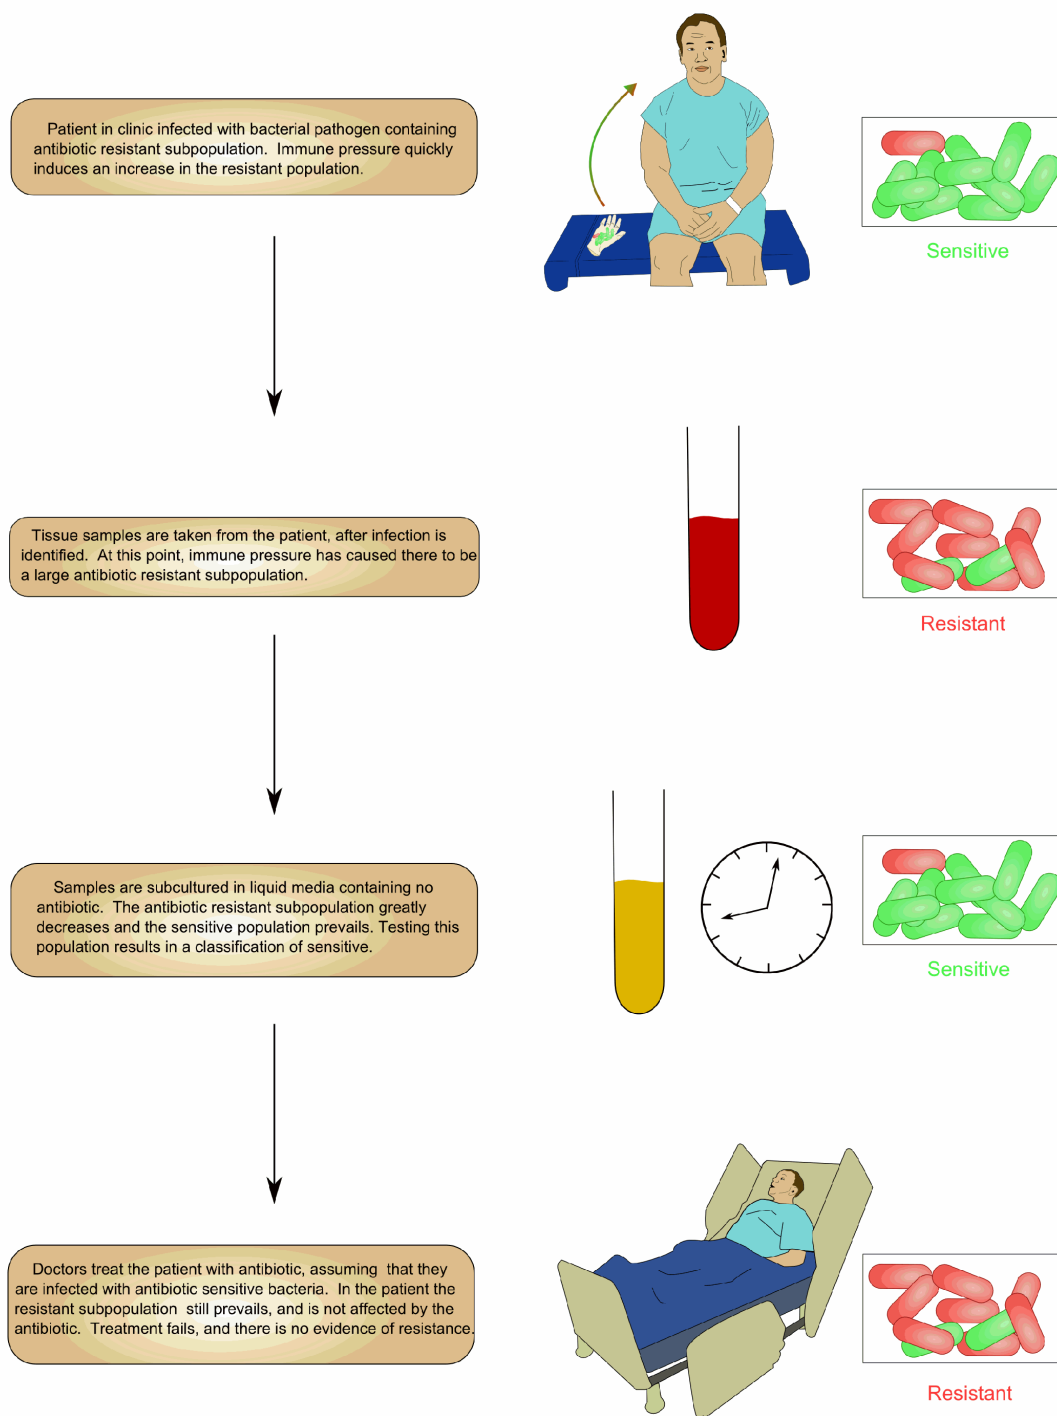 Patient in clinic infected with bacterial pathogen containing
antibiotic resistant subpopulation. Immune pressure quickly
induces an increase in the resistant population.
Sensitive
Tissue samples are taken from the patient, after infection is
identified. At this point, immune pressure has caused there to be
a large antibiotic resistant subpopulation.
Resistant
Samples are subcultured in liquid media containing no
antibiotic. The antibiotic resistant subpopulation greatly
decreases and the sensitive population prevails. Testing this
population results in a classification of sensitive.
Sensitive
Doctors treat the patient with antibiotic, assuming that they
are infected with antibiotic sensitive bacteria. In the patient the
resistant subpopulation still prevails, and is not affected by the
antibiotic. Treatment fails, and there is no evidence of resistance.
Resistant